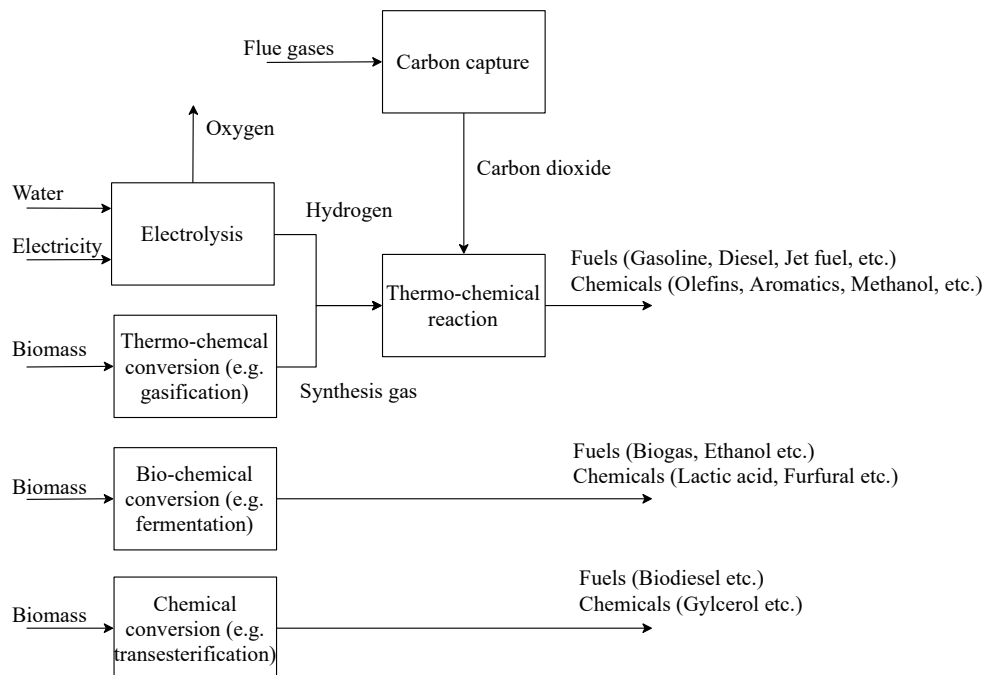 Flue gases
Carbon capture
Oxygen
Carbon dioxide
Water
Electricity
Electrolysis
Hydrogen
Thermo-chemical
reaction
Fuels (Gasoline, Diesel, Jet fuel, etc.)
Chemicals (Olefins, Aromatics, Methanol, etc.)
Biomass
Thermo-chemcal
conversion (e.g.
gasification)
Synthesis gas
Biomass
Bio-chemical
conversion (e.g.
fermentation)
Fuels (Biogas, Ethanol etc.)
Chemicals (Lactic acid, Furfural etc.)
Biomass
Chemical
conversion (e.g.
transesterification)
Fuels (Biodiesel etc.)
Chemicals (Gylcerol etc.)